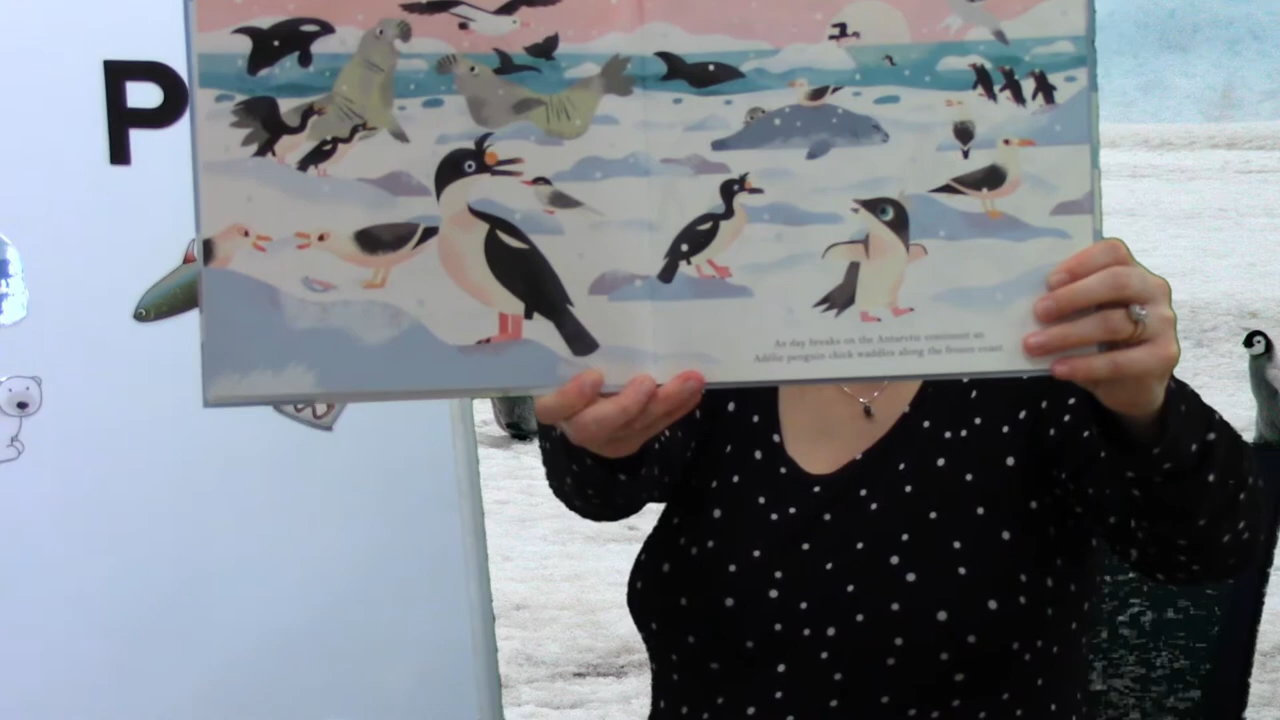 P
As day breaks on the Antarctic continent an
Adélie penguin chick waddles along the frozen coast